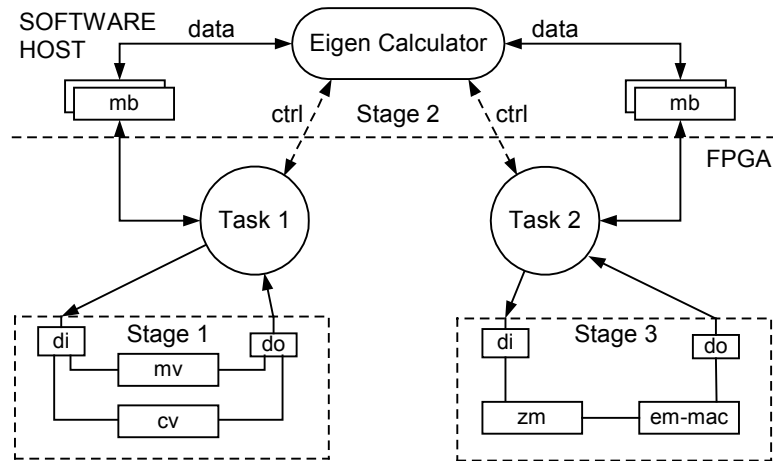 SOFTWARE
HOST
data
Eigen Calculator
data
mb
mb
ctrl
Stage 2
ctrl
FPGA
Task 1
Task 2
di
Stage 1
do
mv
cv
di
Stage 3
do
zm
em-mac